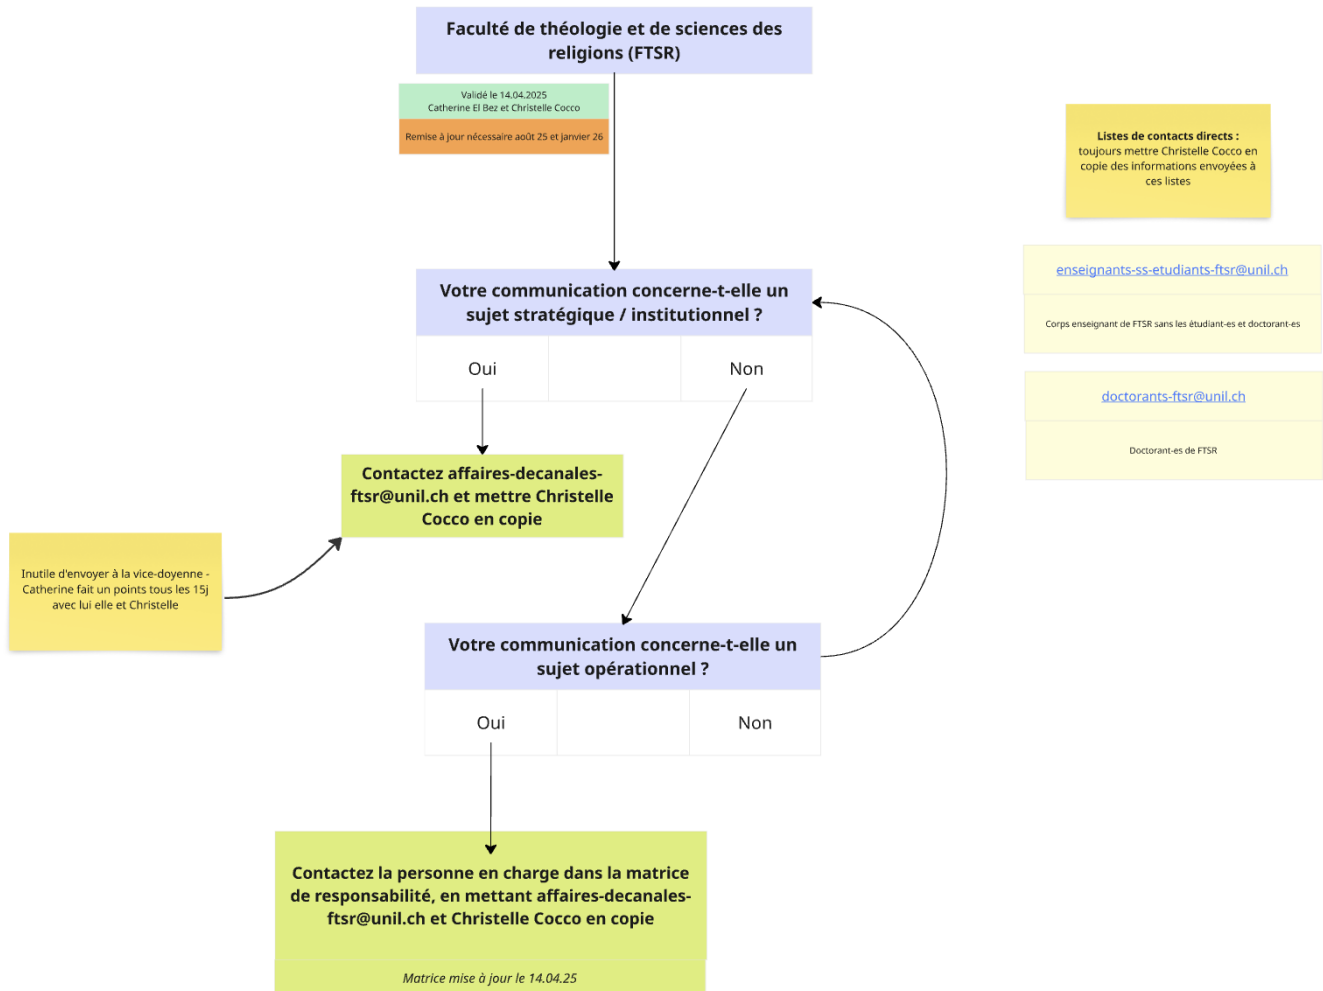 Faculté de théologie et de sciences des
religions (FTSR)
Validé le 14.04.2025
Catherine El Bez et Christelle Cocco
Remise à jour nécessaire août 25 et janvier 26
Listes de contacts directs :
toujours mettre Christelle Cocco en
copie des informations envoyées à
ces listes
enseignants-ss-etudiants-ftsr@unil.ch
Corps enseignant de FTSR sans les étudiant-es et doctorant-es
doctorants-ftsr@unil.ch
Doctorant-es de FTSR
Votre communication concerne-t-elle un
sujet stratégique / institutionnel ?
Oui
Non
Contactez affaires-decanales-
ftsr@unil.ch et mettre Christelle
Cocco en copie
Inutile d'envoyer à la vice-doyenne -
Catherine fait un points tous les 15j
avec lui elle et Christelle
Votre communication concerne-t-elle un
sujet opérationnel ?
Oui
Non
Contactez la personne en charge dans la matrice
de responsabilité, en mettant affaires-decanales-
ftsr@unil.ch et Christelle Cocco en copie
Matrice mise à jour le 14.04.25